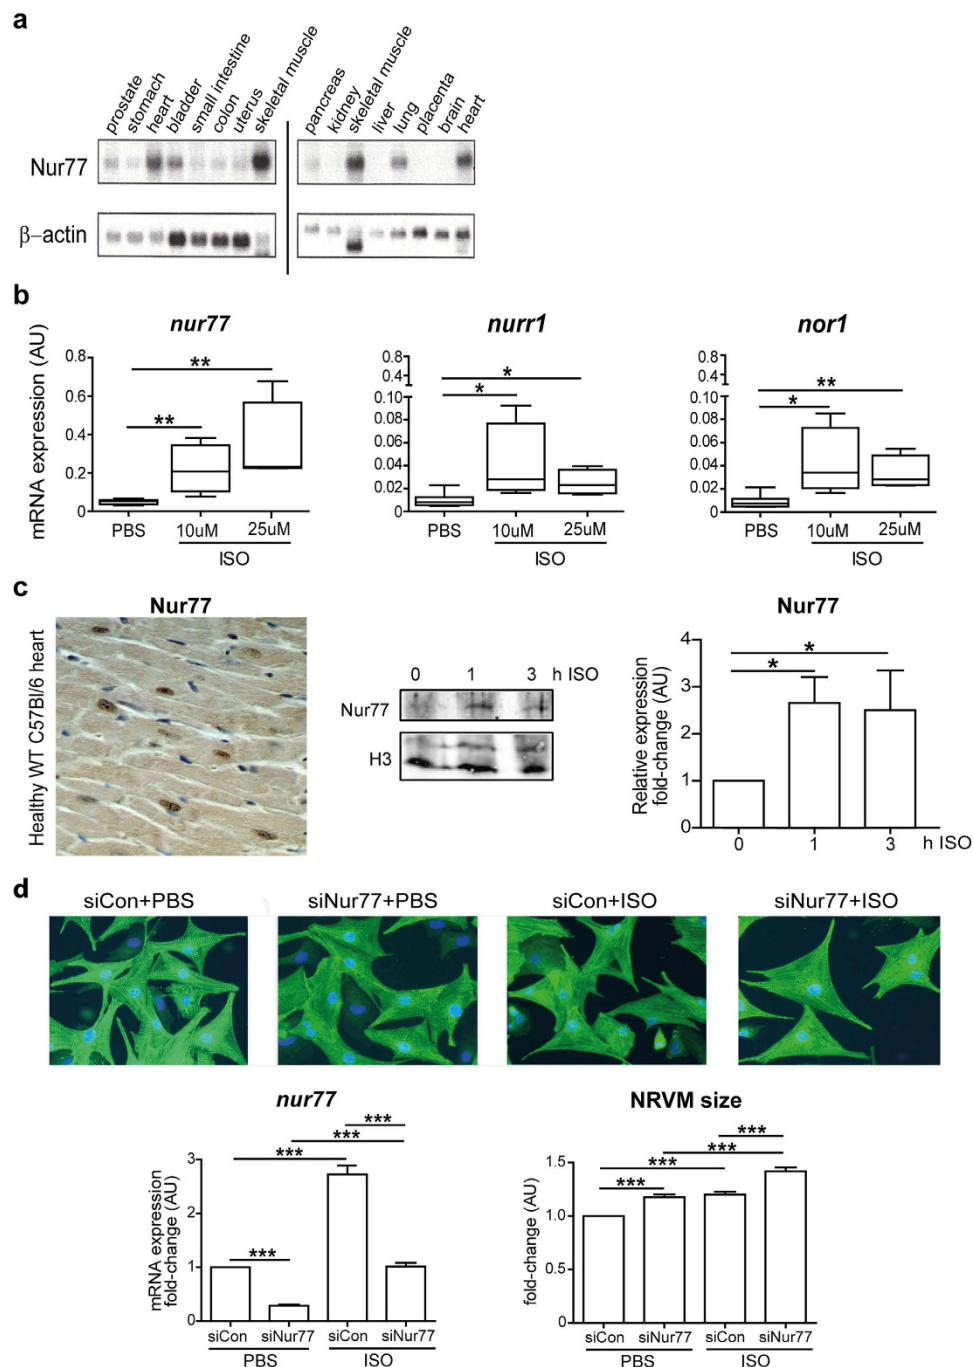 a
prostate stomach heart bladder small intestine colon uterus skeletal muscle pancreas kidney skeletal muscle liver lung placenta brain heart
Nur77
β–actin
b
nur77 nurr1 nor1
mRNA expression (AU)
0.8
0.6
0.4
0.2
0
** **
PBS 10uM 25uM
ISO
0.8
0.4
0.10
0.08
0.06
0.04
0.02
0
* *
PBS 10uM 25uM
ISO
0.8
0.4
0.10
0.08
0.06
0.04
0.02
0
** *
PBS 10uM 25uM
ISO
c
Nur77
Healthy WT C57Bl/6 heart
0 1 3 h ISO
Nur77
H3
Nur77
Relative expression
fold-change (AU)
4
3
2
1
0
* *
0 1 3 h ISO
d
siCon+PBS siNur77+PBS siCon+ISO siNur77+ISO
nur77
mRNA expression
fold-change (AU)
3
2
1
0
***
***
***
***
siCon siNur77 siCon siNur77
PBS ISO
NRVM size
fold-change (AU)
1.5
1.0
0.5
0
***
***
***
***
siCon siNur77 siCon siNur77
PBS ISO